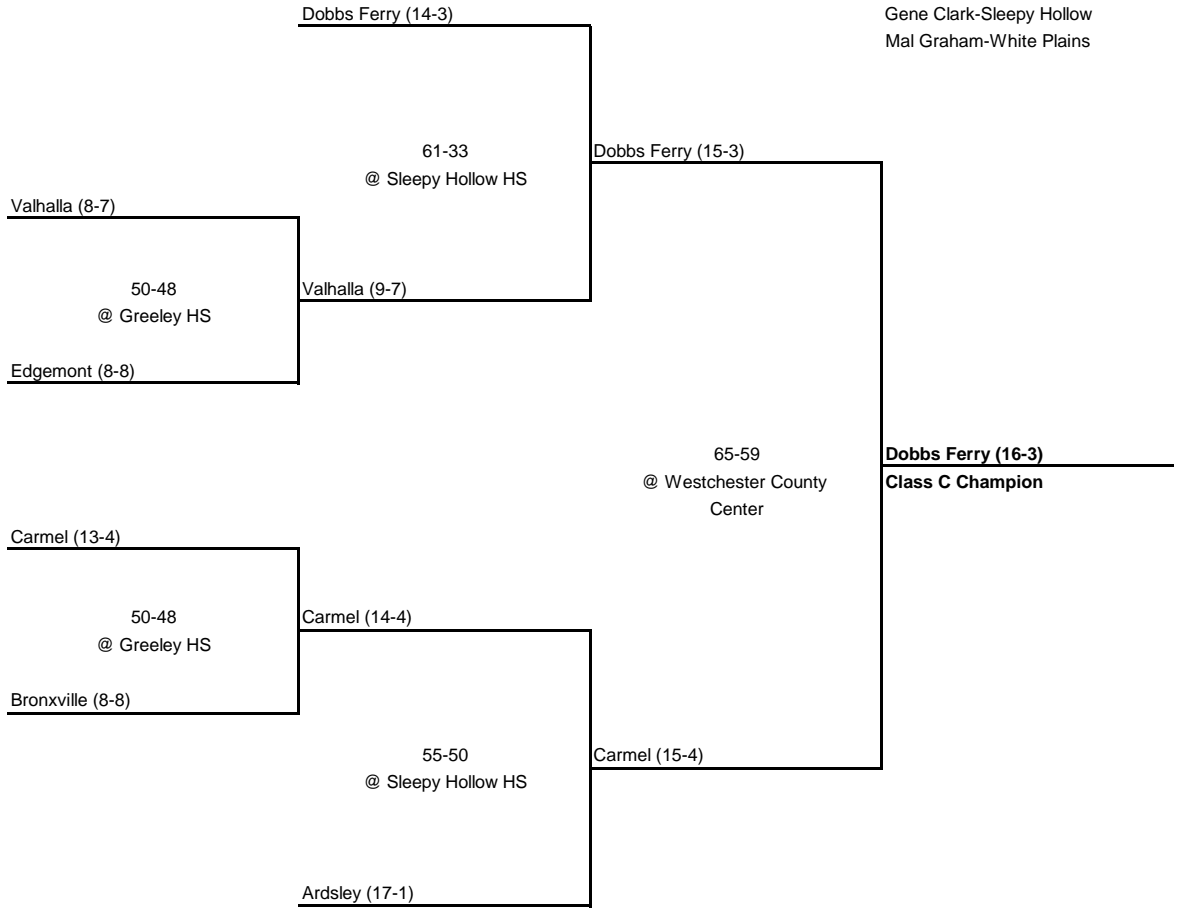 Dobbs Ferry (14-3)
Gene Clark-Sleepy Hollow
Mal Graham-White Plains
61-33
@ Sleepy Hollow HS
Dobbs Ferry (15-3)
Valhalla (8-7)
50-48
@ Greeley HS
Valhalla (9-7)
Edgemont (8-8)
65-59
@ Westchester County
Center
Dobbs Ferry (16-3)
Class C Champion
Carmel (13-4)
50-48
@ Greeley HS
Carmel (14-4)
Bronxville (8-8)
55-50
@ Sleepy Hollow HS
Carmel (15-4)
Ardsley (17-1)